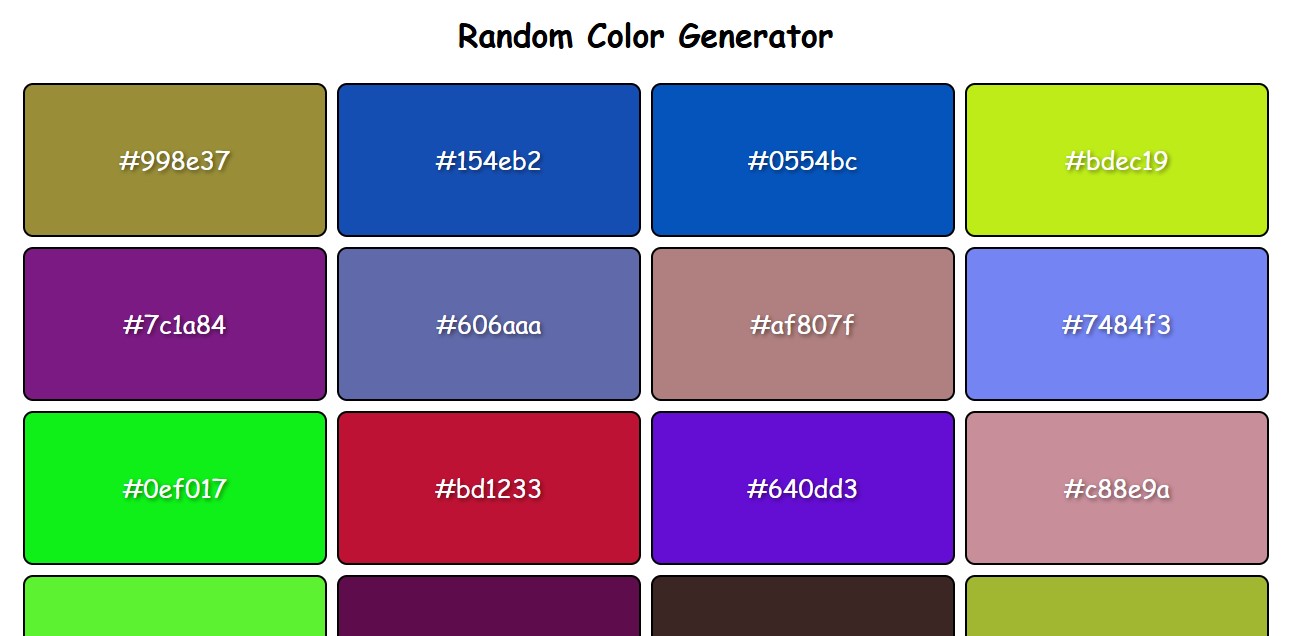 Random Color Generator
#998e37 #154eb2 #0554bc #bdec19
#7c1a84 #606aaa #af807f #7484f3
#0ef017 #bd1233 #640dd3 #c88e9a